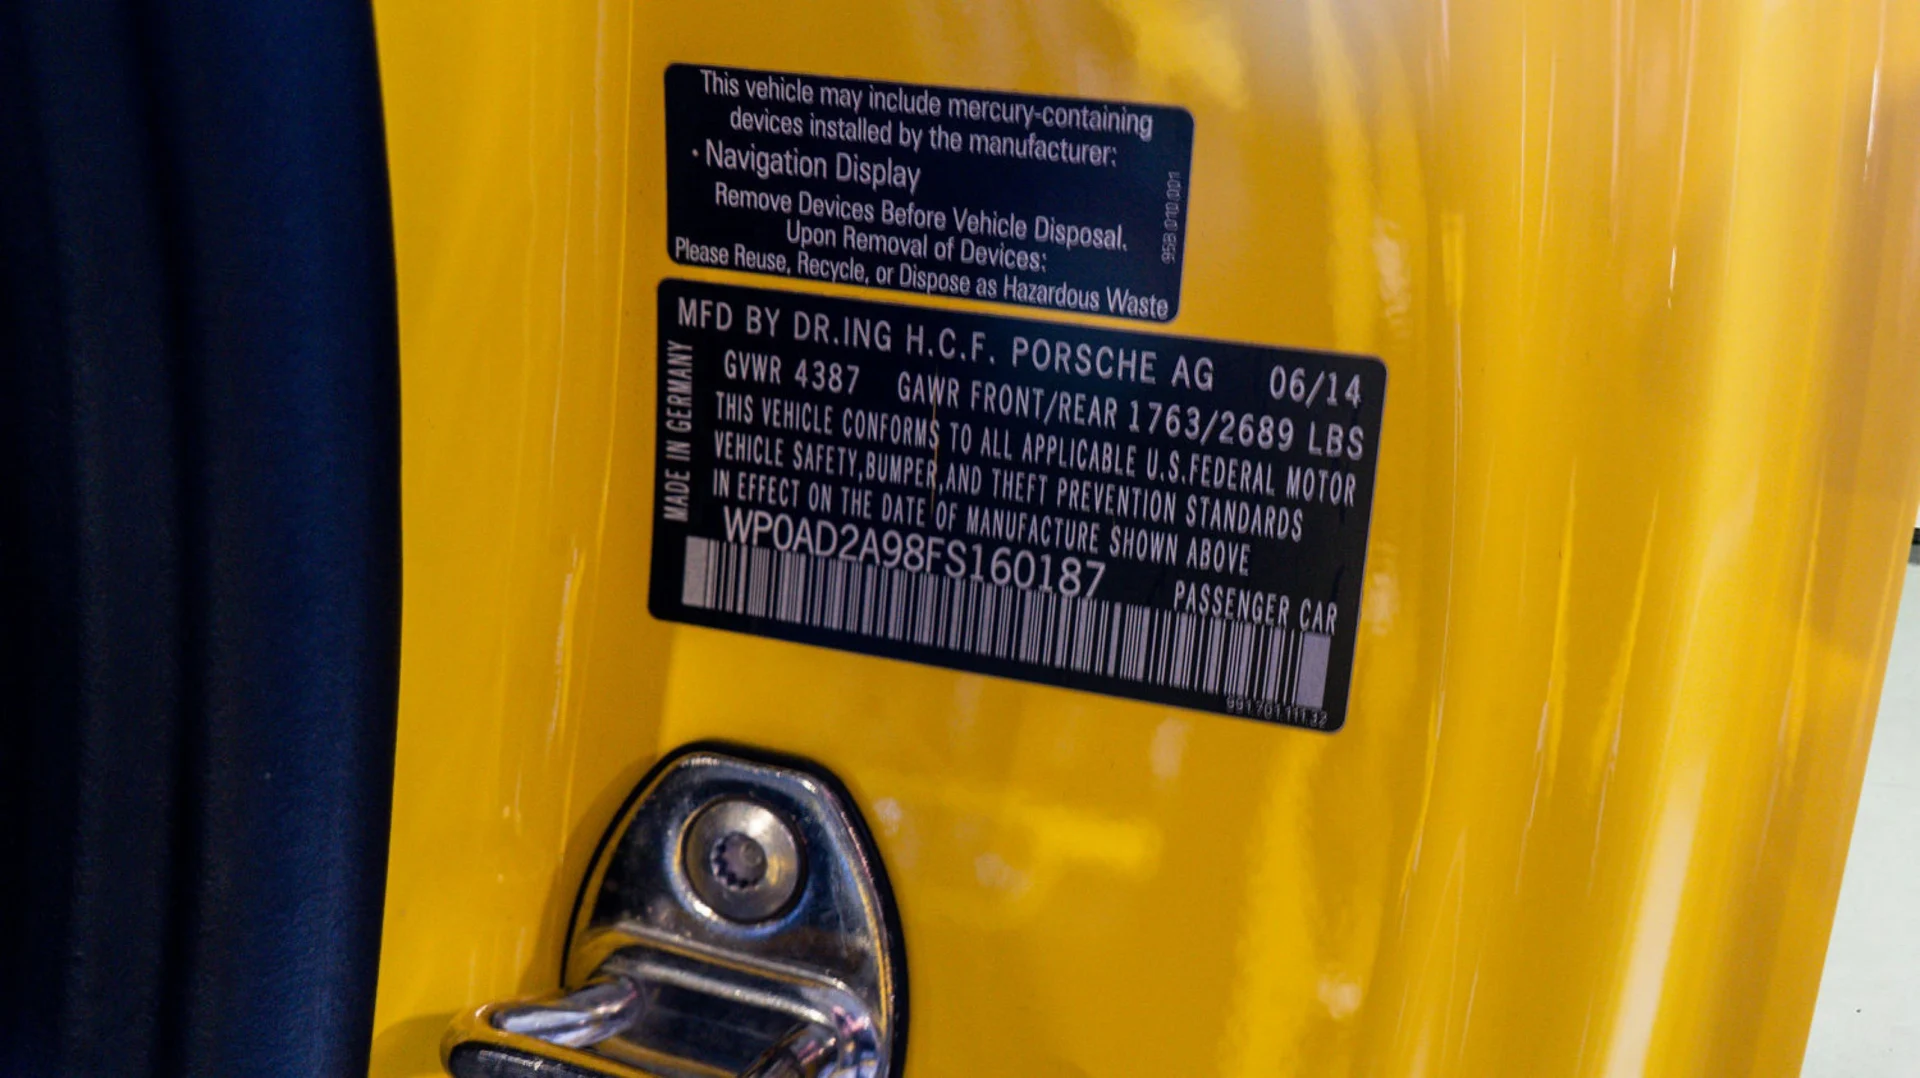 This vehicle may include mercury-containing
devices installed by the manufacturer:
· Navigation Display
Remove Devices Before Vehicle Disposal.
Upon Removal of Devices:
Please Reuse, Recycle, or Dispose as Hazardous Waste
958.010.001
MFD BY DR.ING H.C.F. PORSCHE AG 06/14
GVWR 4387 GAWR FRONT/REAR 1763/2689 LBS
THIS VEHICLE CONFORMS TO ALL APPLICABLE U.S.FEDERAL MOTOR
VEHICLE SAFETY,BUMPER,AND THEFT PREVENTION STANDARDS
IN EFFECT ON THE DATE OF MANUFACTURE SHOWN ABOVE
WP0AD2A98FS160187
PASSENGER CAR
MADE IN GERMANY